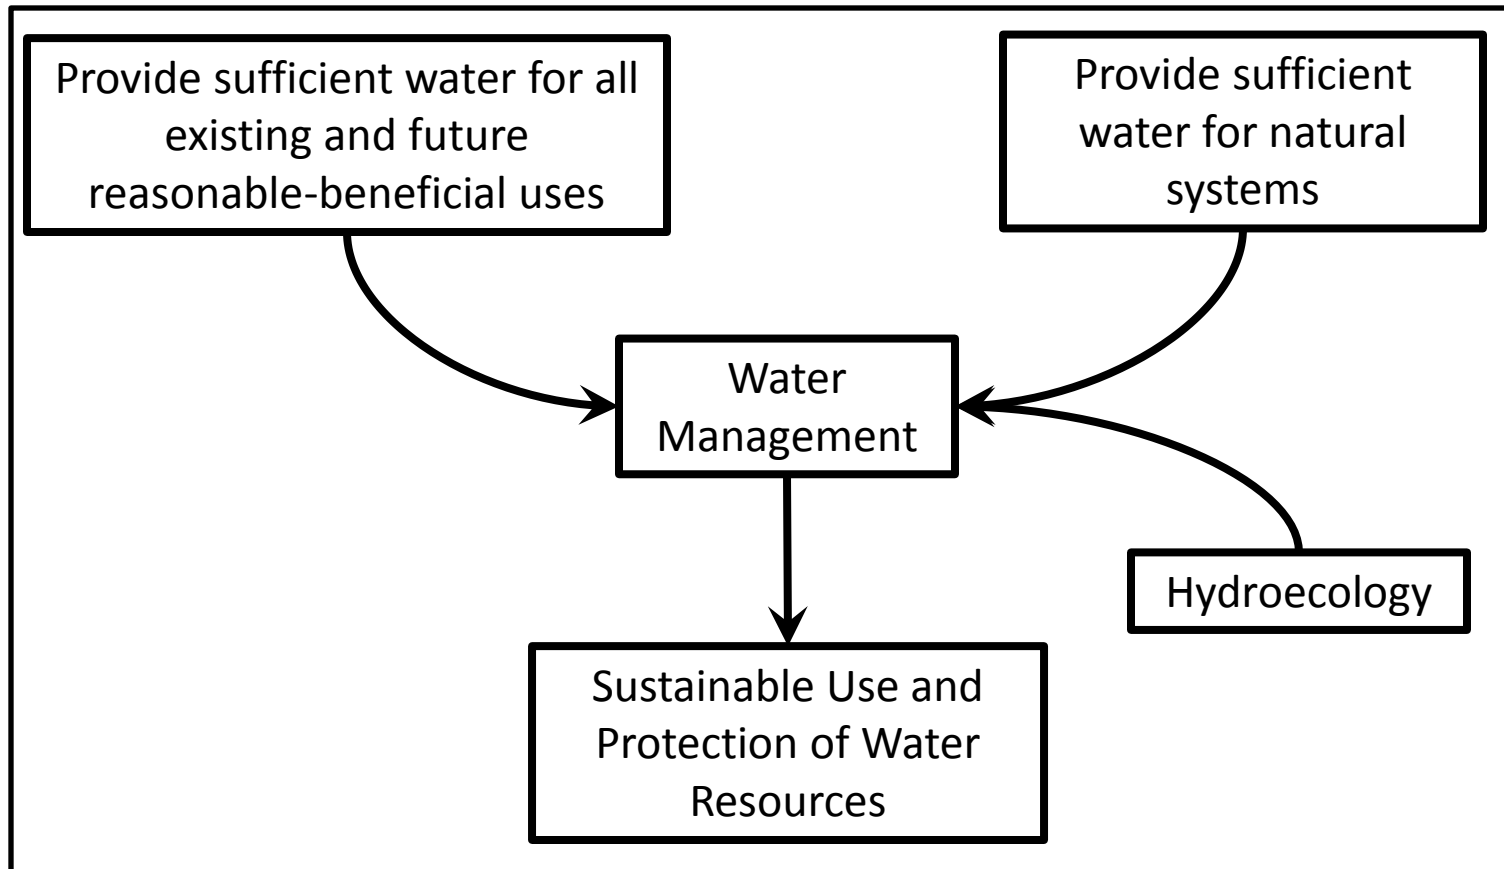 Provide sufficient water for all
existing and future
reasonable-beneficial uses
Provide sufficient
water for natural
systems
Water
Management
Hydroecology
Sustainable Use and
Protection of Water
Resources